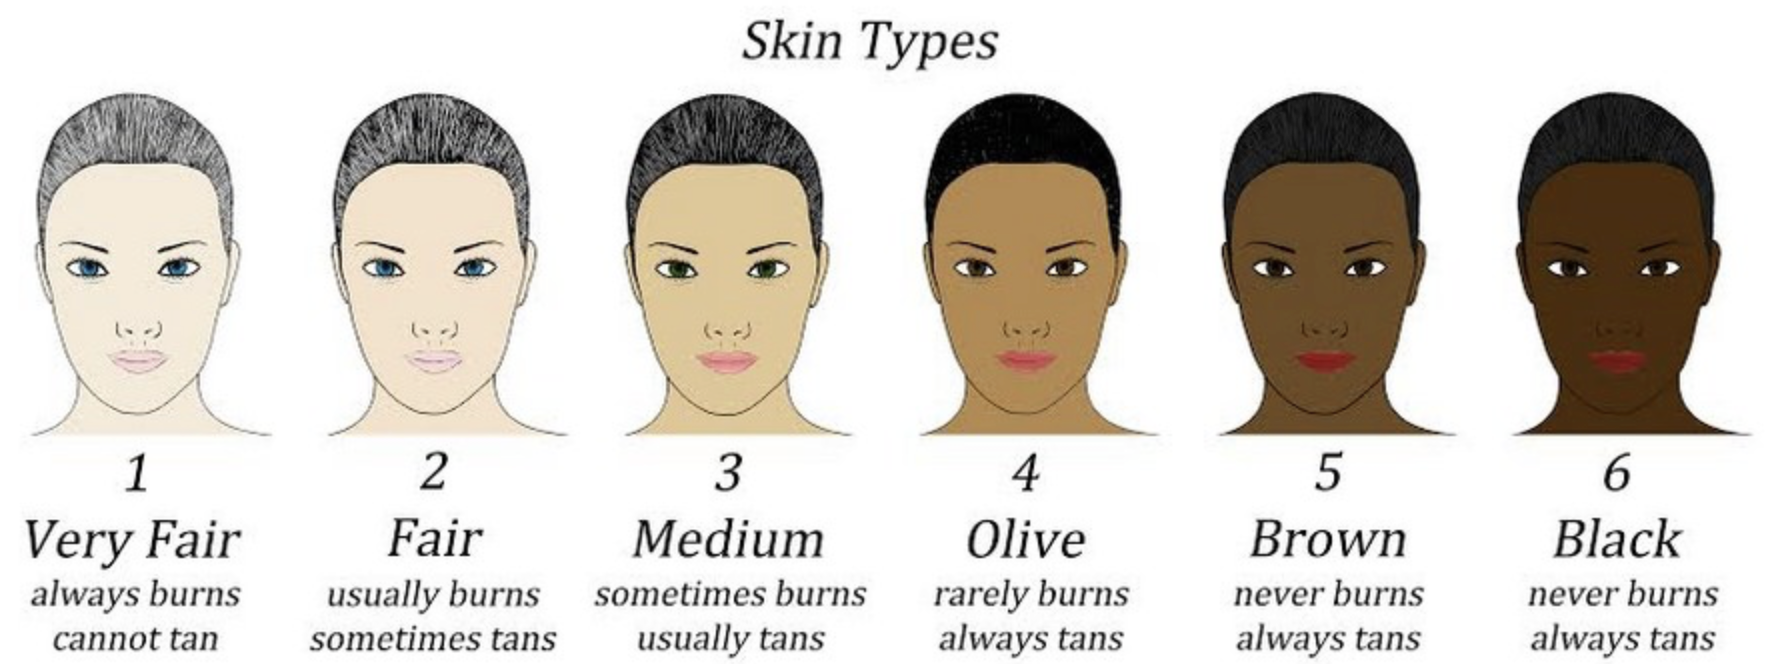 Skin Types
1 2 3 4 5 6
Very Fair Fair Medium Olive Brown Black
always burns usually burns sometimes burns rarely burns never burns never burns
cannot tan sometimes tans usually tans always tans always tans always tans